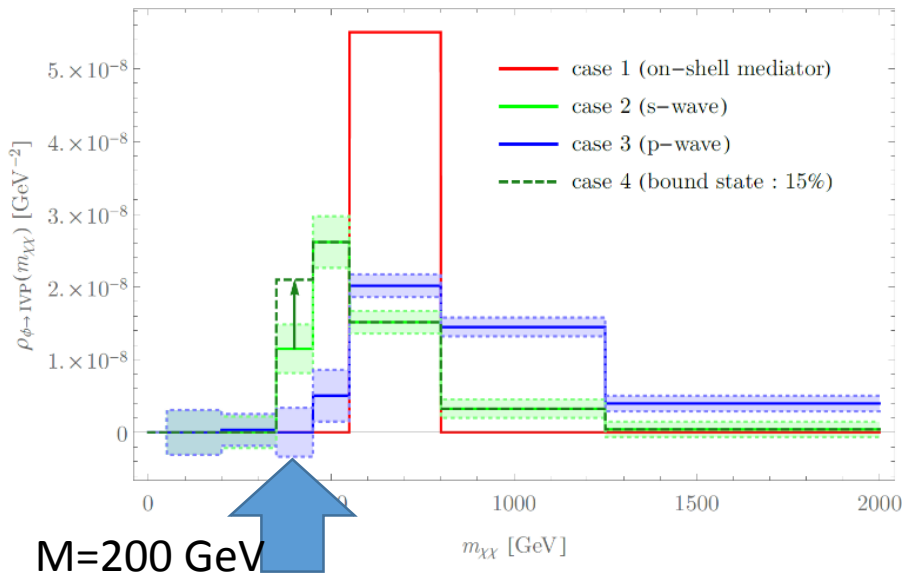 5.×10⁻⁸
4.×10⁻⁸
3.×10⁻⁸
2.×10⁻⁸
1.×10⁻⁸
0
ρ_{ϕ→IVP}(m_{χχ}) [GeV⁻²]
case 1 (on-shell mediator)
case 2 (s-wave)
case 3 (p-wave)
case 4 (bound state : 15%)
0 00 1000 1500 2000
m_{χχ} [GeV]
M=200 GeV